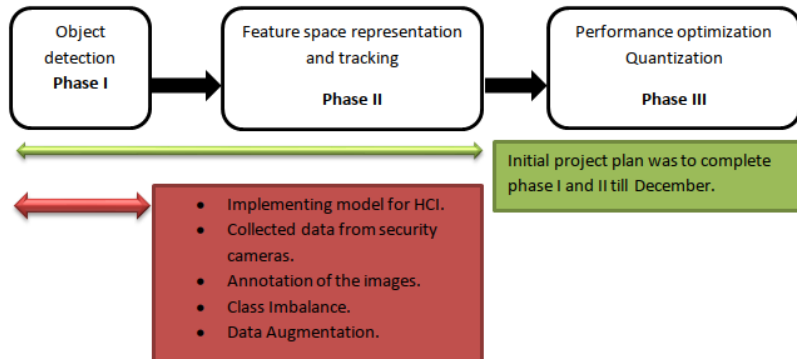 Object
detection
Phase I
Feature space representation
and tracking
Phase II
Performance optimization
Quantization
Phase III
Initial project plan was to complete
phase I and II till December.
• Implementing model for HCI.
• Collected data from security
cameras.
• Annotation of the images.
• Class Imbalance.
• Data Augmentation.